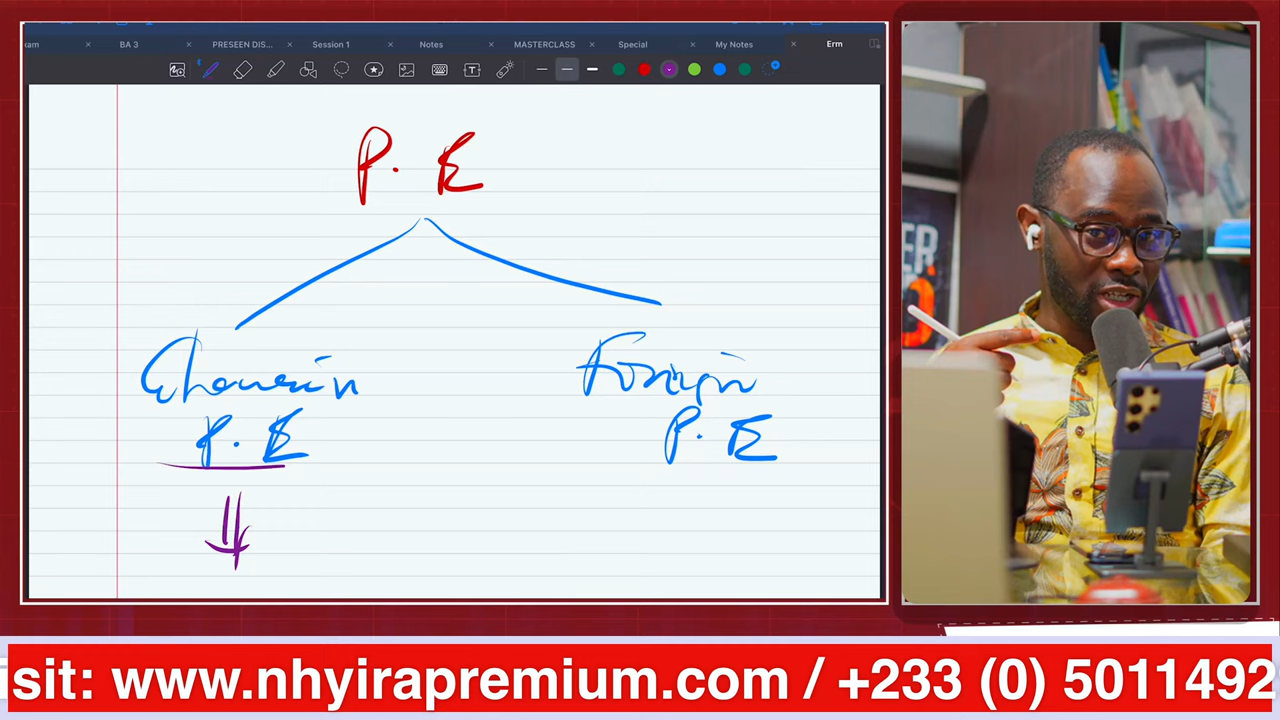 am
BA 3
PRESEEN DIS...
Session 1
Notes
MASTERCLASS
Special
My Notes
Erm
P. E
Ghanaian
P. E
Foreign
P. E
sit: www.nhyirapremium.com / +233 (0) 5011492